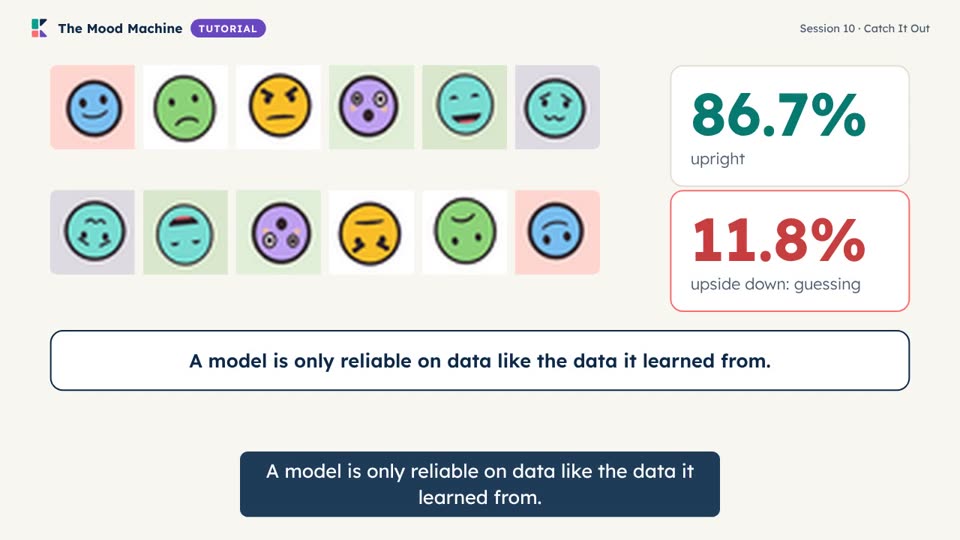 The Mood Machine
TUTORIAL
Session 10 · Catch It Out
86.7%
upright
11.8%
upside down: guessing
A model is only reliable on data like the data it learned from.
A model is only reliable on data like the data it
learned from.